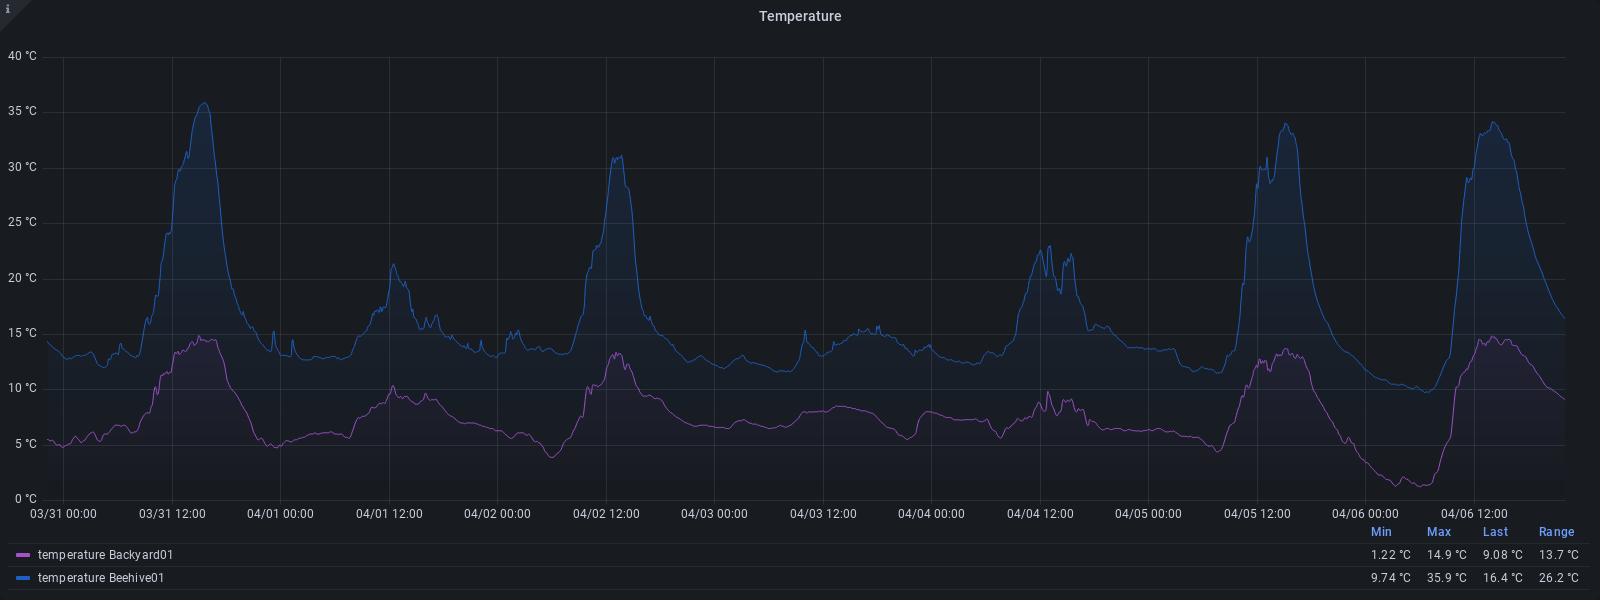 i
Temperature
40 °C
35 °C
30 °C
25 °C
20 °C
15 °C
10 °C
5 °C
0 °C
03/31 00:00 03/31 12:00 04/01 00:00 04/01 12:00 04/02 00:00 04/02 12:00 04/03 00:00 04/03 12:00 04/04 00:00 04/04 12:00 04/05 00:00 04/05 12:00 04/06 00:00 04/06 12:00
Min Max Last Range
temperature Backyard01 1.22 °C 14.9 °C 9.08 °C 13.7 °C
temperature Beehive01 9.74 °C 35.9 °C 16.4 °C 26.2 °C